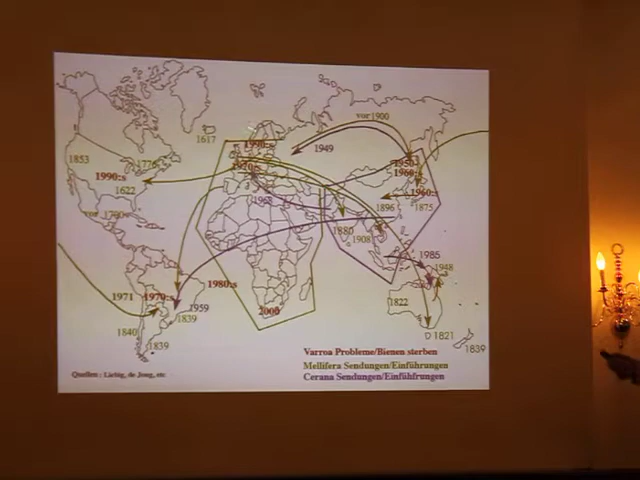 vor 1900
1617
1990:s
1949
1853
1776
1950
1960:s
1990:s
1622
1968
1960:s
1896
1875
vor 1700
1880
1908
1985
1948
1980:s
1971
1970:s
1959
2000
1822
1839
1840
1821
1839
1839
Varroa Probleme/Bienen sterben
Mellifera Sendungen/Einführungen
Cerana Sendungen/Einführungen
Quellen : Liebig, de Jong, etc